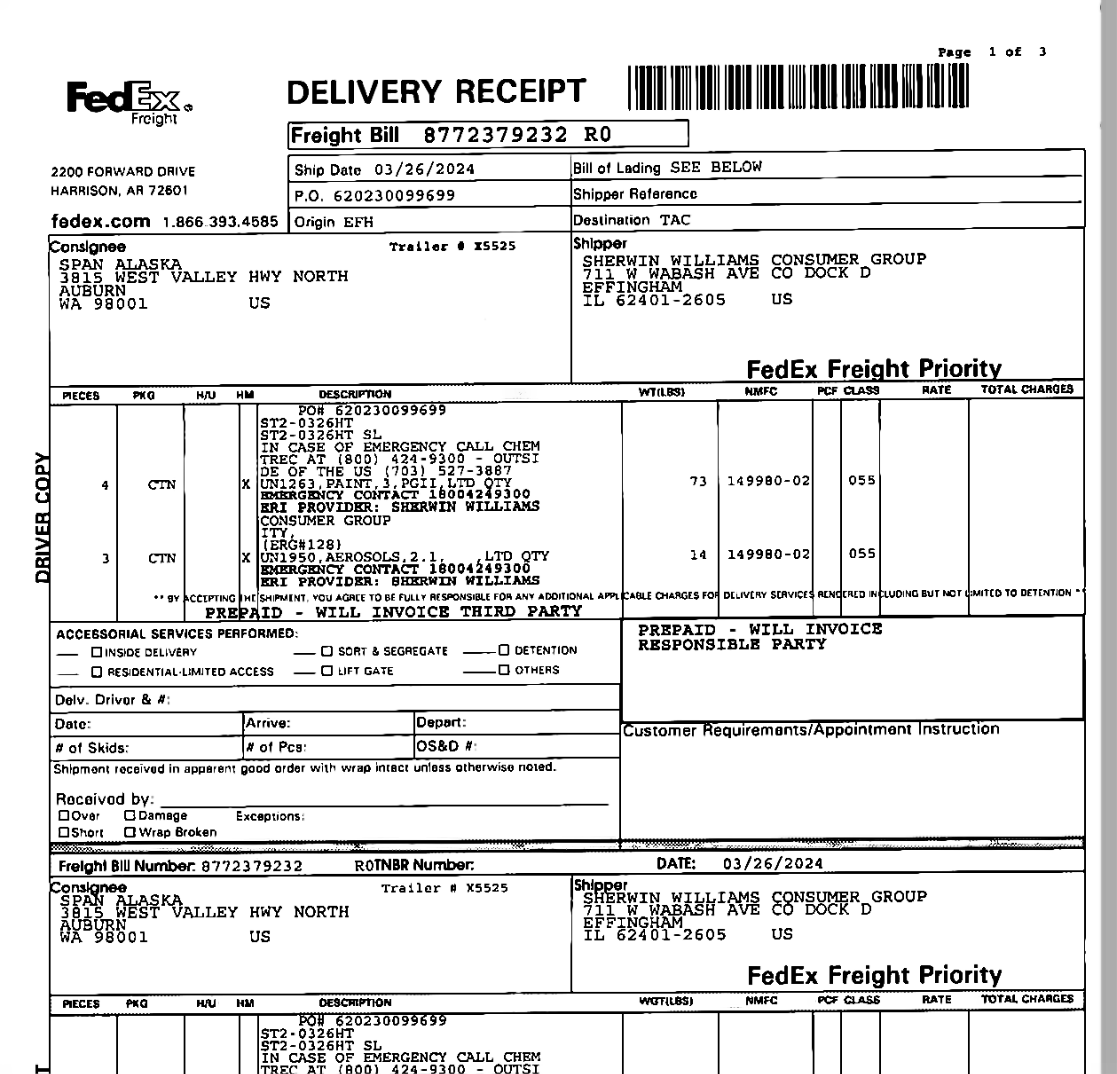 Page 1 of 3
FedEx®
Freight
DELIVERY RECEIPT
Freight Bill 8772379232 R0
2200 FORWARD DRIVE
HARRISON, AR 72601
fedex.com 1.866.393.4585
Ship Date 03/26/2024
Bill of Lading SEE BELOW
P.O. 620230099699
Shipper Reference
Origin EFH
Destination TAC
Consignee
Trailer # X5525
SPAN ALASKA
3815 WEST VALLEY HWY NORTH
AUBURN
WA 98001 US
Shipper
SHERWIN WILLIAMS CONSUMER GROUP
711 W WABASH AVE CO DOCK D
EFFINGHAM
IL 62401-2605 US
FedEx Freight Priority
PIECES PKG H/U HM DESCRIPTION WT(LBS) NMFC PCF CLASS RATE TOTAL CHARGES
PO# 620230099699
ST2-0326HT
ST2-0326HT SL
IN CASE OF EMERGENCY CALL CHEM
TREC AT (800) 424-9300 - OUTSI
DE OF THE US (703) 527-3887
4 CTN X UN1263,PAINT,3,PGII,LTD QTY 73 149980-02 055
EMERGENCY CONTACT 18004249300
ERI PROVIDER: SHERWIN WILLIAMS
CONSUMER GROUP
ITY,
(ERG#128)
3 CTN X UN1950,AEROSOLS,2.1, ,LTD QTY 14 149980-02 055
EMERGENCY CONTACT 18004249300
ERI PROVIDER: SHERWIN WILLIAMS
** BY ACCEPTING THE SHIPMENT, YOU AGREE TO BE FULLY RESPONSIBLE FOR ANY ADDITIONAL APPLICABLE CHARGES FOR DELIVERY SERVICES RENDERED INCLUDING BUT NOT LIMITED TO DETENTION **
PREPAID - WILL INVOICE THIRD PARTY
DRIVER COPY
ACCESSORIAL SERVICES PERFORMED:
INSIDE DELIVERY SORT & SEGREGATE DETENTION
RESIDENTIAL-LIMITED ACCESS LIFT GATE OTHERS
PREPAID - WILL INVOICE
RESPONSIBLE PARTY
Delv. Driver & #:
Date: Arrive: Depart:
# of Skids: # of Pcs: OS&D #:
Customer Requirements/Appointment Instruction
Shipment received in apparent good order with wrap intact unless otherwise noted.
Received by:
Over Damage Exceptions:
Short Wrap Broken
Freight Bill Number: 8772379232 R0TNBR Number: DATE: 03/26/2024
Consignee
Trailer # X5525
SPAN ALASKA
3815 WEST VALLEY HWY NORTH
AUBURN
WA 98001 US
Shipper
SHERWIN WILLIAMS CONSUMER GROUP
711 W WABASH AVE CO DOCK D
EFFINGHAM
IL 62401-2605 US
FedEx Freight Priority
PIECES PKG H/U HM DESCRIPTION WGT(LBS) NMFC PCF CLASS RATE TOTAL CHARGES
PO# 620230099699
ST2-0326HT
ST2-0326HT SL
IN CASE OF EMERGENCY CALL CHEM
TREC AT (800) 424-9300 - OUTSI